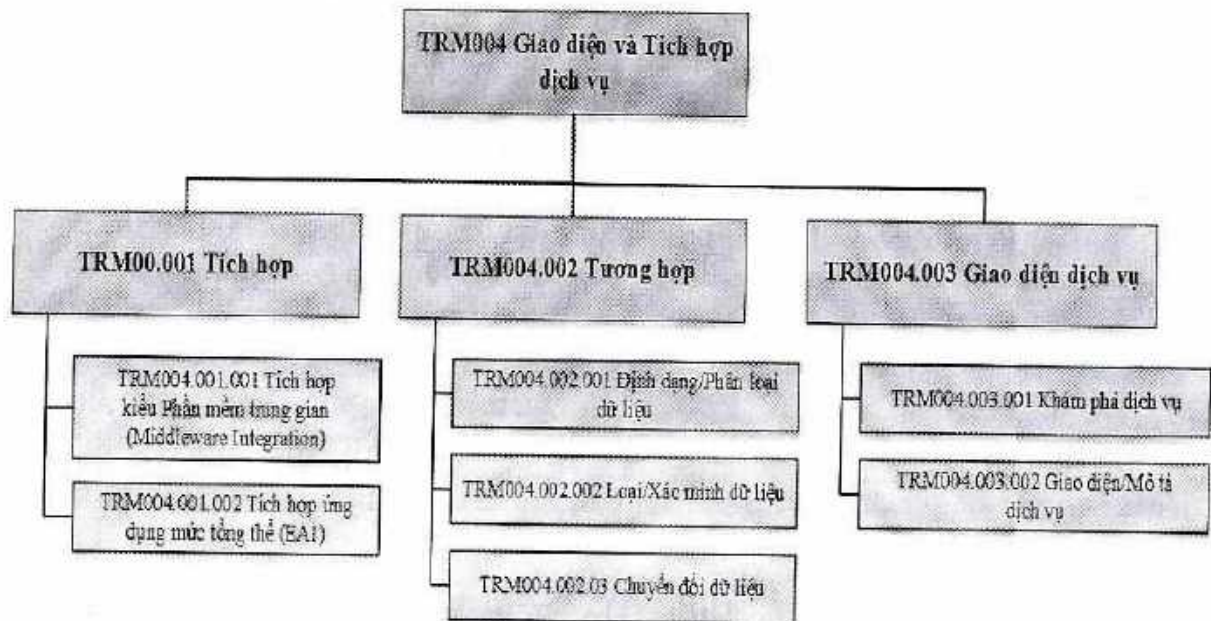 TRM004 Giao diện và Tích hợp
dịch vụ
TRM00.001 Tích hợp
TRM004.002 Tương hợp
TRM004.003 Giao diện dịch vụ
TRM004.001.001 Tích hợp
kiểu Phần mềm trung gian
(Middleware Integration)
TRM004.001.002 Tích hợp ứng
dụng mức tổng thể (EAI)
TRM004.002.001 Định dạng/Phân loại
dữ liệu
TRM004.002.002 Loại/Xác minh dữ liệu
TRM004.002.03 Chuyển đổi dữ liệu
TRM004.003.001 Khám phá dịch vụ
TRM004.003.002 Giao diện/Mô tả
dịch vụ